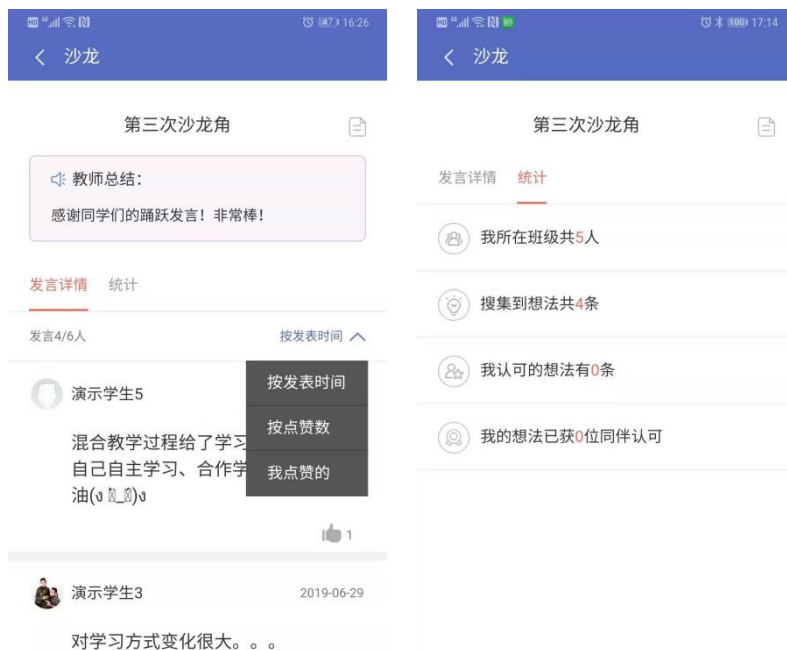 16:26
沙龙
第三次沙龙角
教师总结：
感谢同学们的踊跃发言！非常棒！
发言详情 统计
发言4/6人 按发表时间
按发表时间
按点赞数
我点赞的
演示学生5
混合教学过程给了学习
自己自主学习、合作学
油(ง
1
演示学生3 2019-06-29
对学习方式变化很大。。。
100 17:14
沙龙
第三次沙龙角
发言详情 统计
我所在班级共5人
搜集到想法共4条
我认可的想法有0条
我的想法已获0位同伴认可